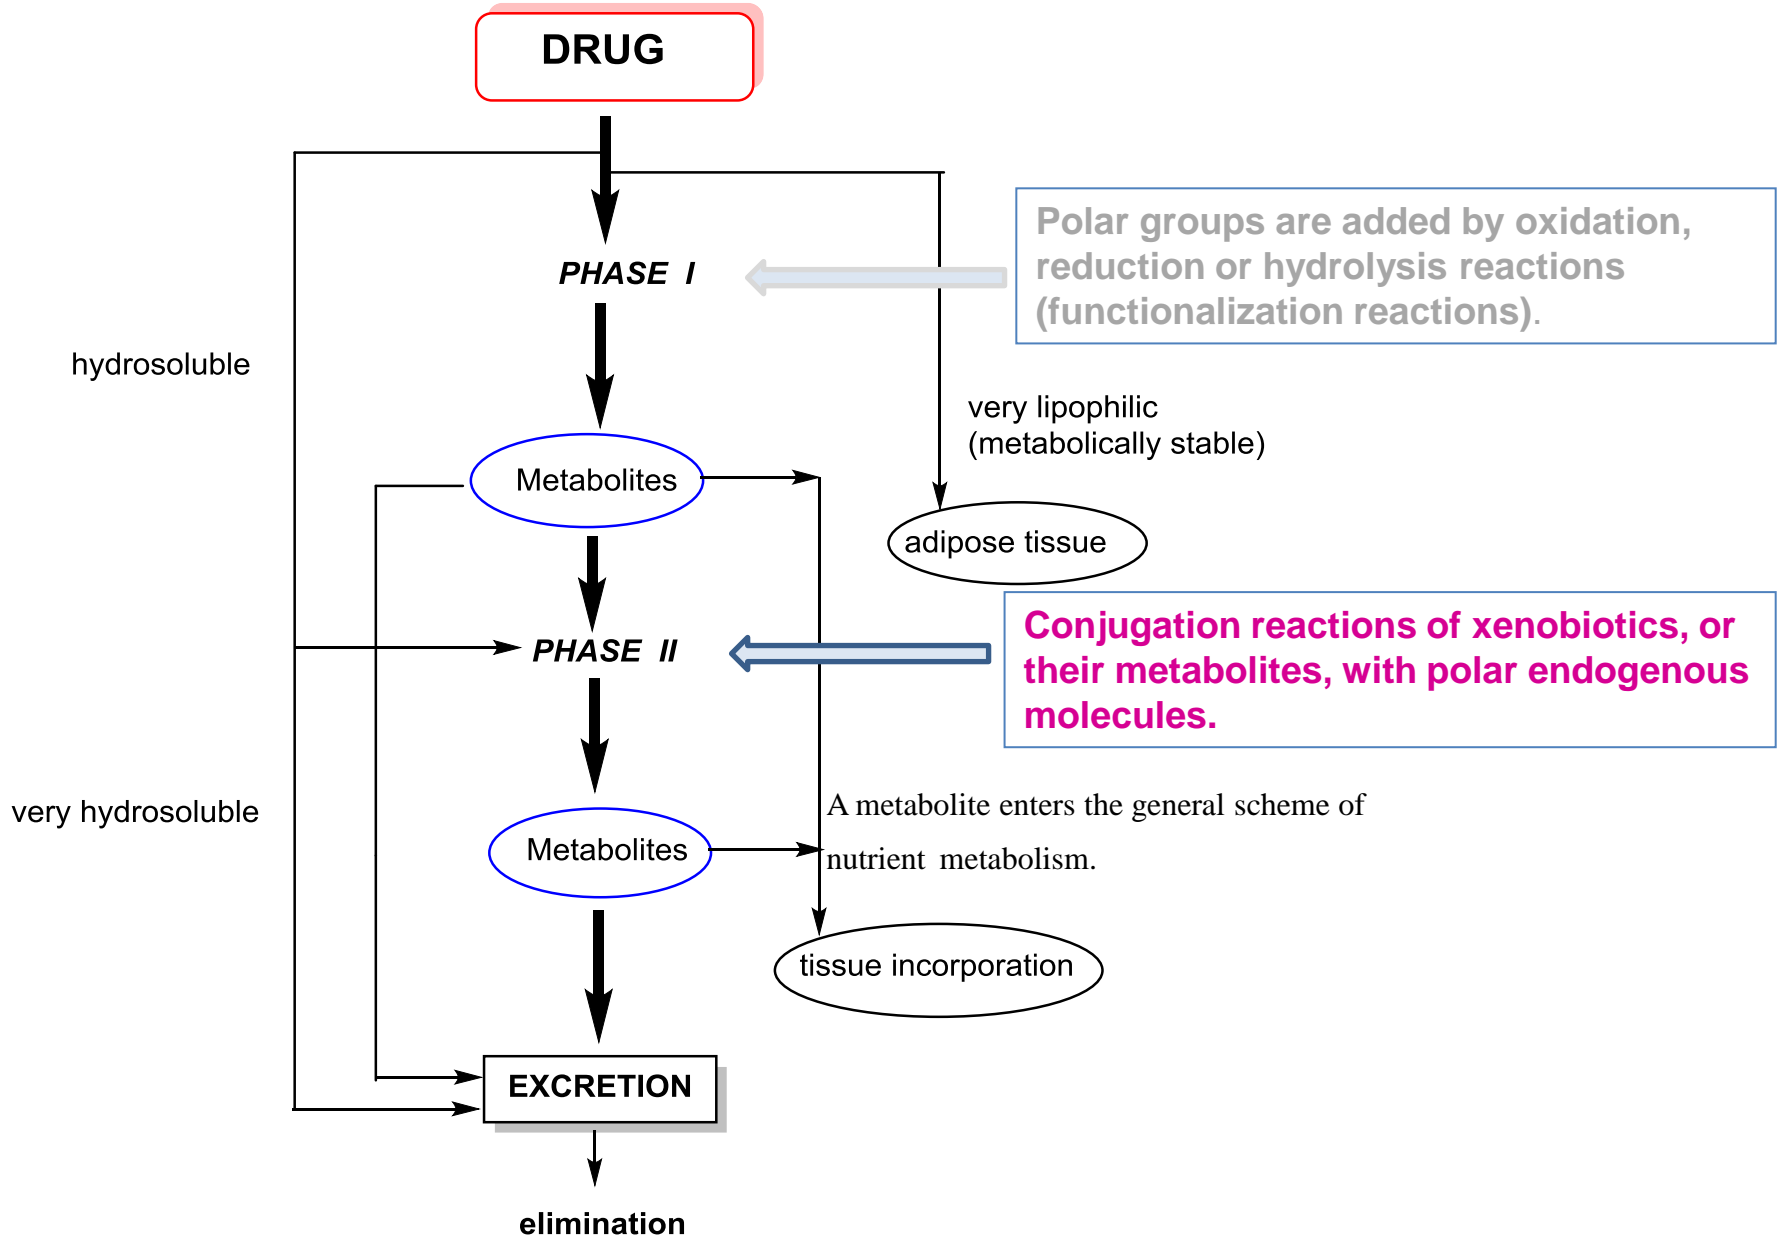 DRUG
Polar groups are added by oxidation,
reduction or hydrolysis reactions
(functionalization reactions).
PHASE I
hydrosoluble
very lipophilic
(metabolically stable)
Metabolites
adipose tissue
Conjugation reactions of xenobiotics, or
their metabolites, with polar endogenous
molecules.
PHASE II
very hydrosoluble
A metabolite enters the general scheme of
nutrient metabolism.
Metabolites
tissue incorporation
EXCRETION
elimination